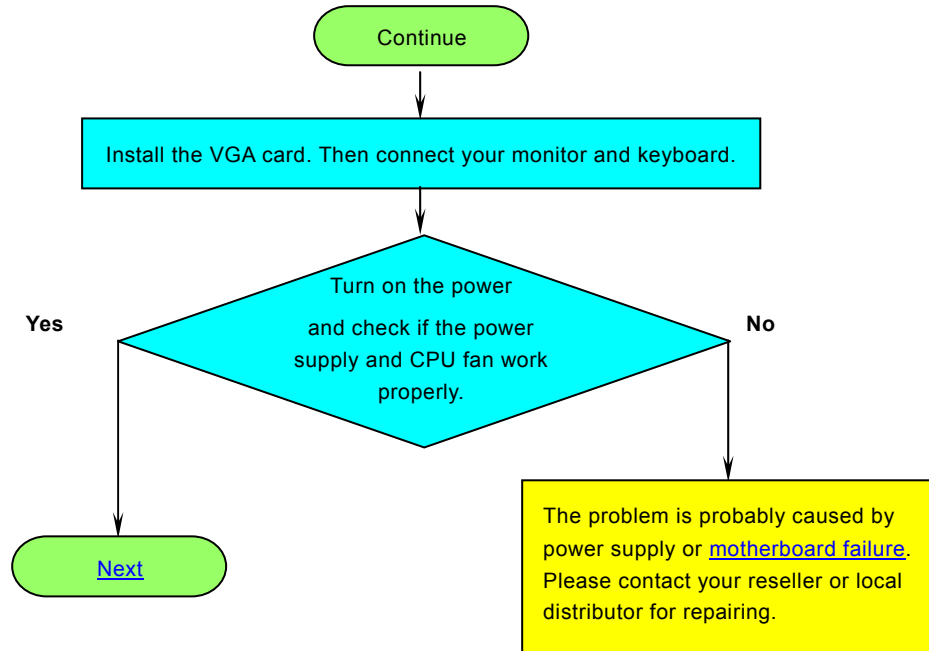 Continue
Install the VGA card. Then connect your monitor and keyboard.
Turn on the power
and check if the power
supply and CPU fan work
properly.
Yes
No
Next
The problem is probably caused by
power supply or motherboard failure.
Please contact your reseller or local
distributor for repairing.